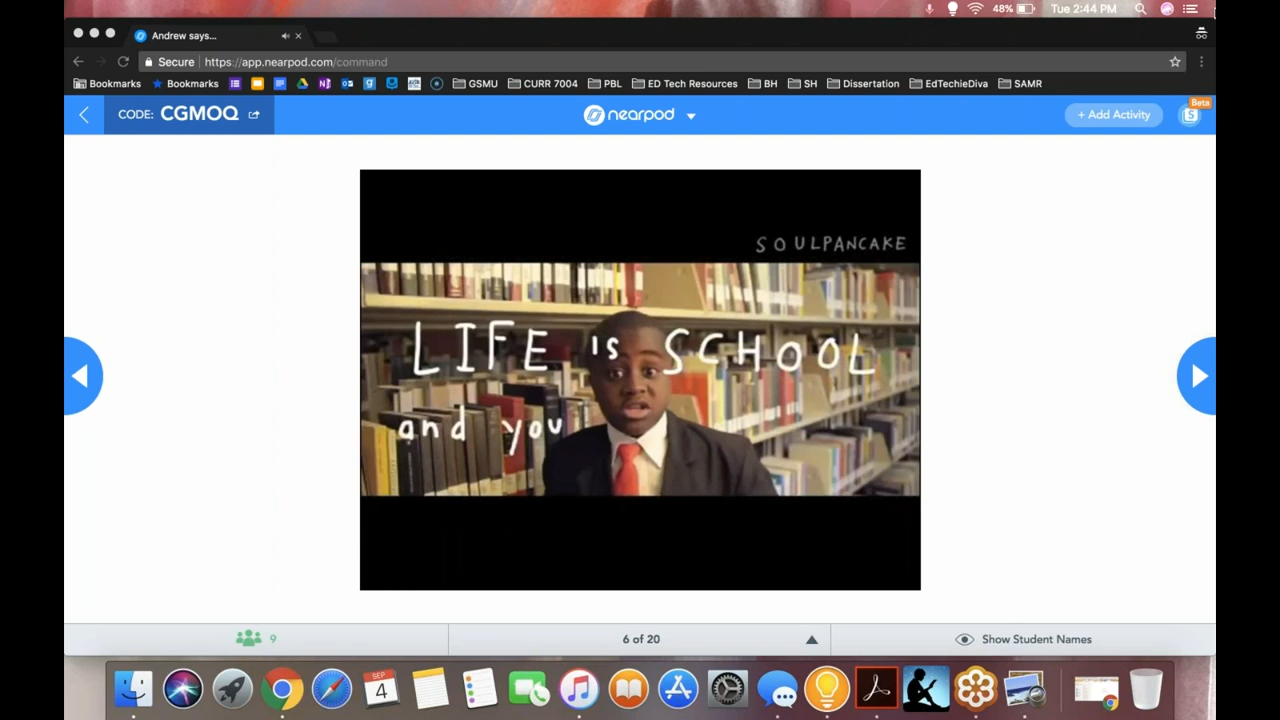 48% Tue 2:44 PM
Andrew says...
Secure https://app.nearpod.com/command
Bookmarks Bookmarks GSMU CURR 7004 PBL ED Tech Resources BH SH Dissertation EdTechieDiva SAMR
CODE: CGMOQ nearpod + Add Activity Beta
SOULPANCAKE
LIFE is SCHOOL
and you
9 6 of 20 Show Student Names
SEP
4